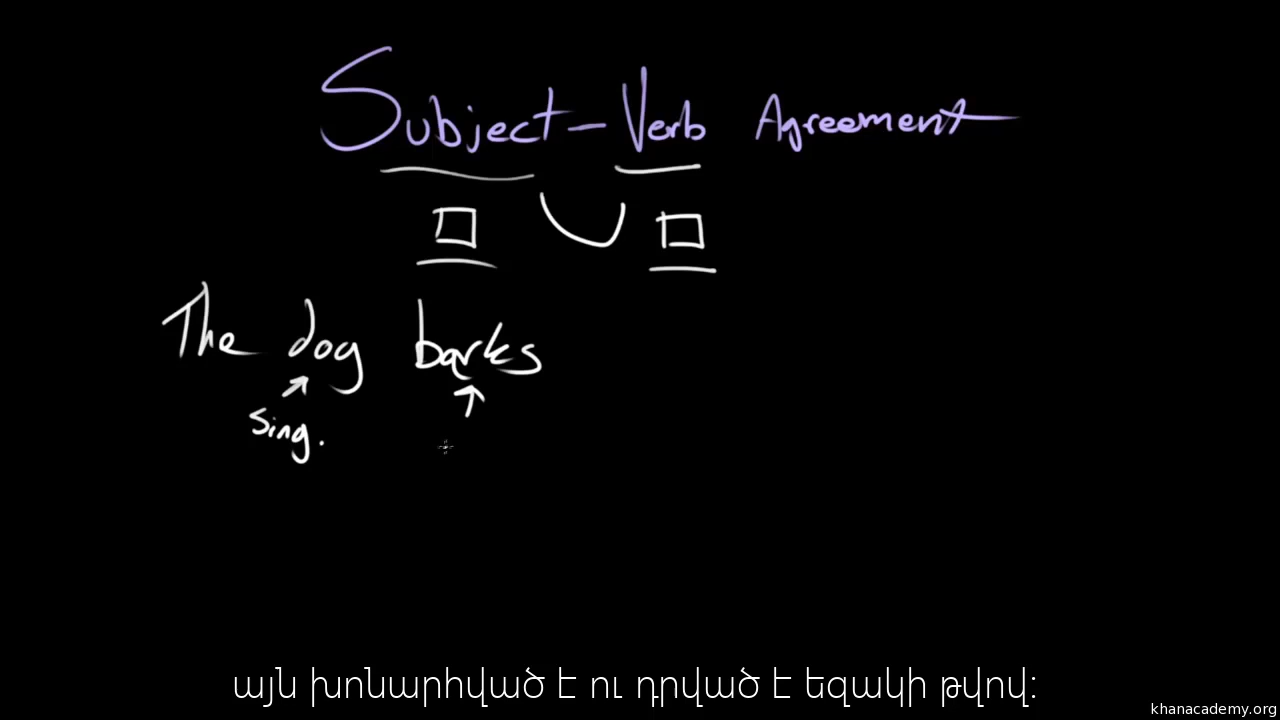 Subject-Verb Agreement
The dog barks
Sing.
այն խոնարհված է ու դրված է եզակի թվով:
khanacademy.org